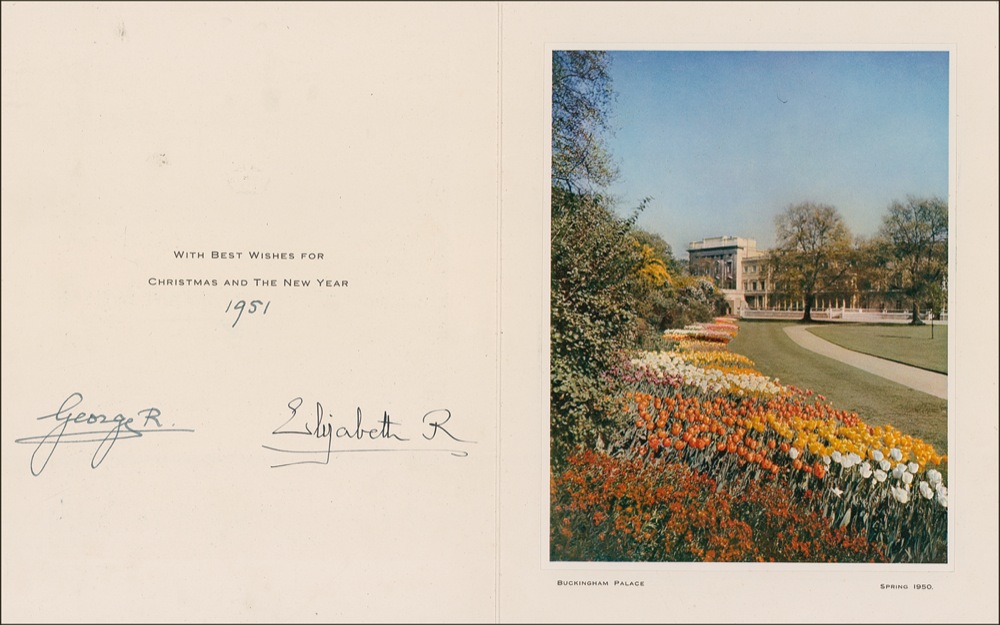 With Best Wishes for
Christmas and The New Year
1951
George R.
Elizabeth R
Buckingham Palace
Spring 1950.